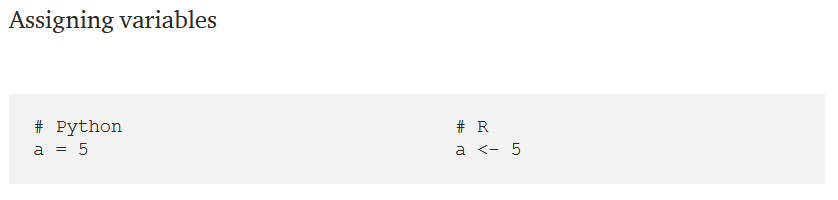 Assigning variables
# Python
a = 5
# R
a <- 5